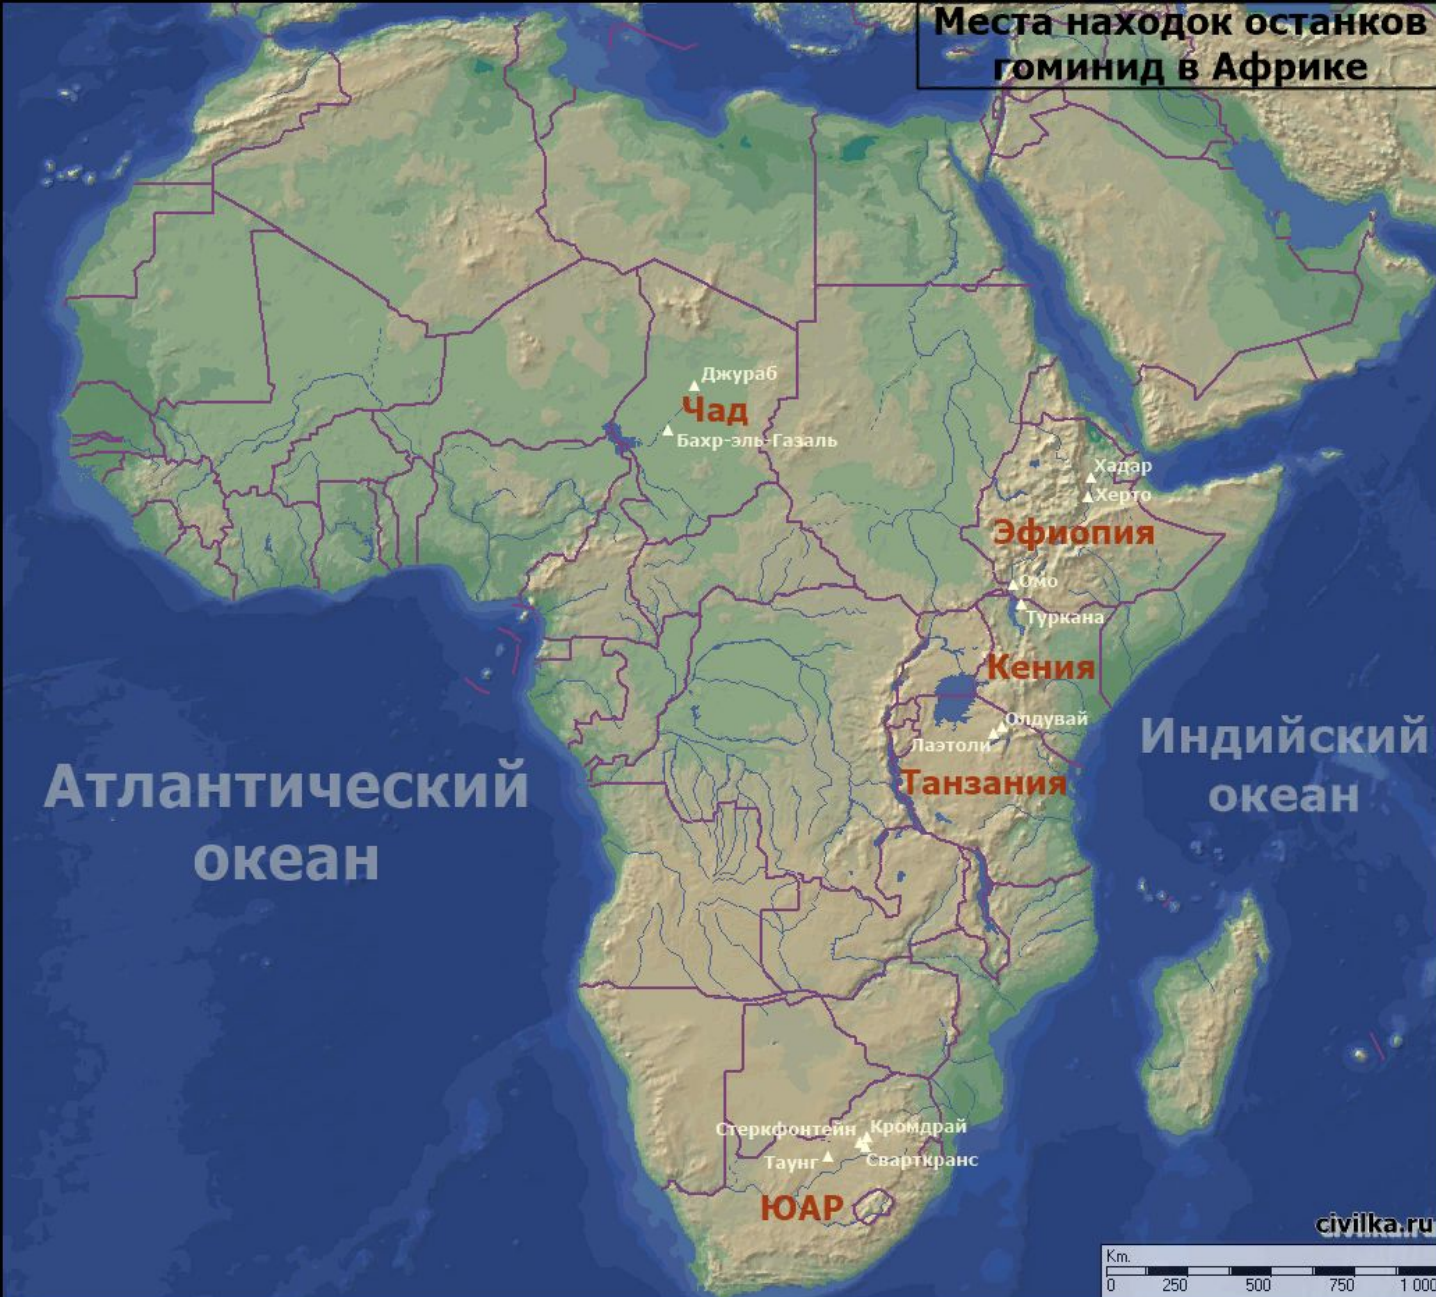 Места находок останков
гоминид в Африке
Джураб
Чад
Бахр-эль-Газаль
Хадар
Херто
Эфиопия
Омо
Туркана
Кения
Олдувай
Лаэтоли
Танзания
Индийский
океан
Атлантический
океан
Стеркфонтейн
Кромдрай
Таунг
Сварткранс
ЮАР
civilka.ru
Km.
0 250 500 750 1 000